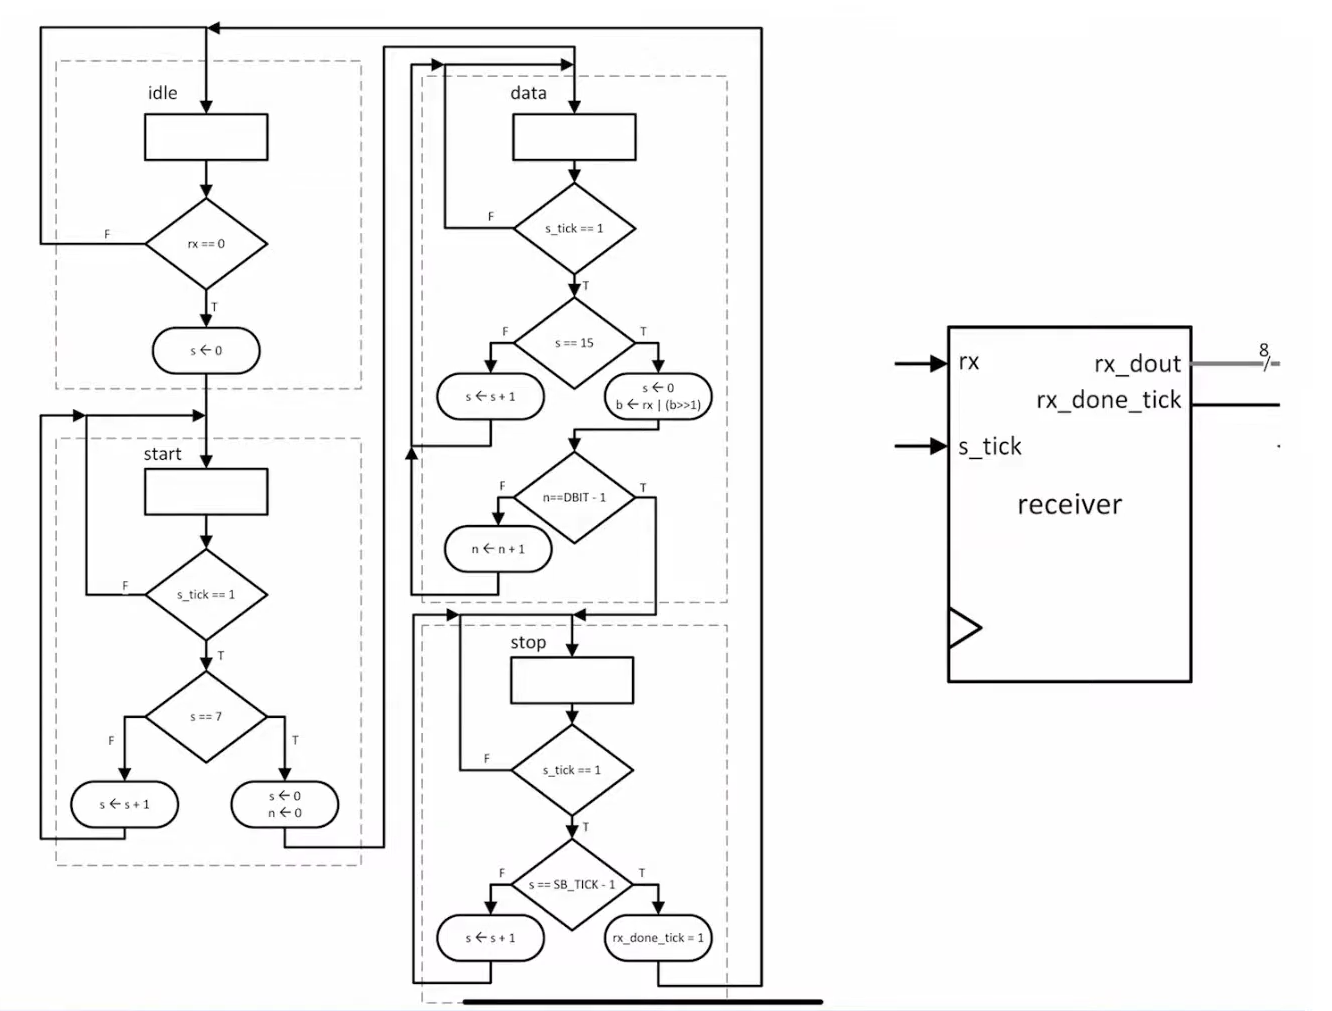 idle
rx == 0
F
T
s ← 0
start
s_tick == 1
F
T
s == 7
F
T
s ← s + 1
s ← 0
n ← 0
data
s_tick == 1
F
T
s == 15
F
T
s ← s + 1
s ← 0
b ← rx | (b>>1)
n==DBIT - 1
F
T
n ← n + 1
stop
s_tick == 1
F
T
s == SB_TICK - 1
F
T
s ← s + 1
rx_done_tick = 1
rx
rx_dout
8
rx_done_tick
s_tick
receiver